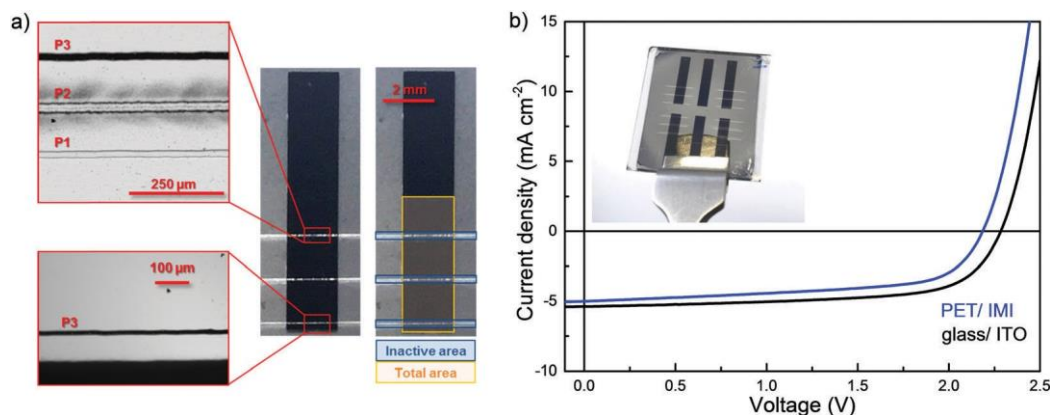 a)
P3
P2
P1
250 µm
100 µm
P3
2 mm
Inactive area
Total area
b)
Current density (mA cm-2)
15
10
5
0
-5
-10
0.0
0.5
1.0
1.5
2.0
2.5
Voltage (V)
PET/ IMI
glass/ ITO